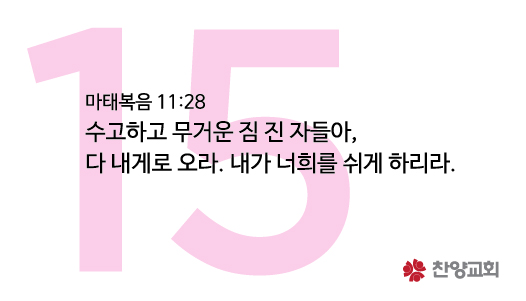 15
마태복음 11:28
수고하고 무거운 짐 진 자들아,
다 내게로 오라. 내가 너희를 쉬게 하리라.
찬양교회